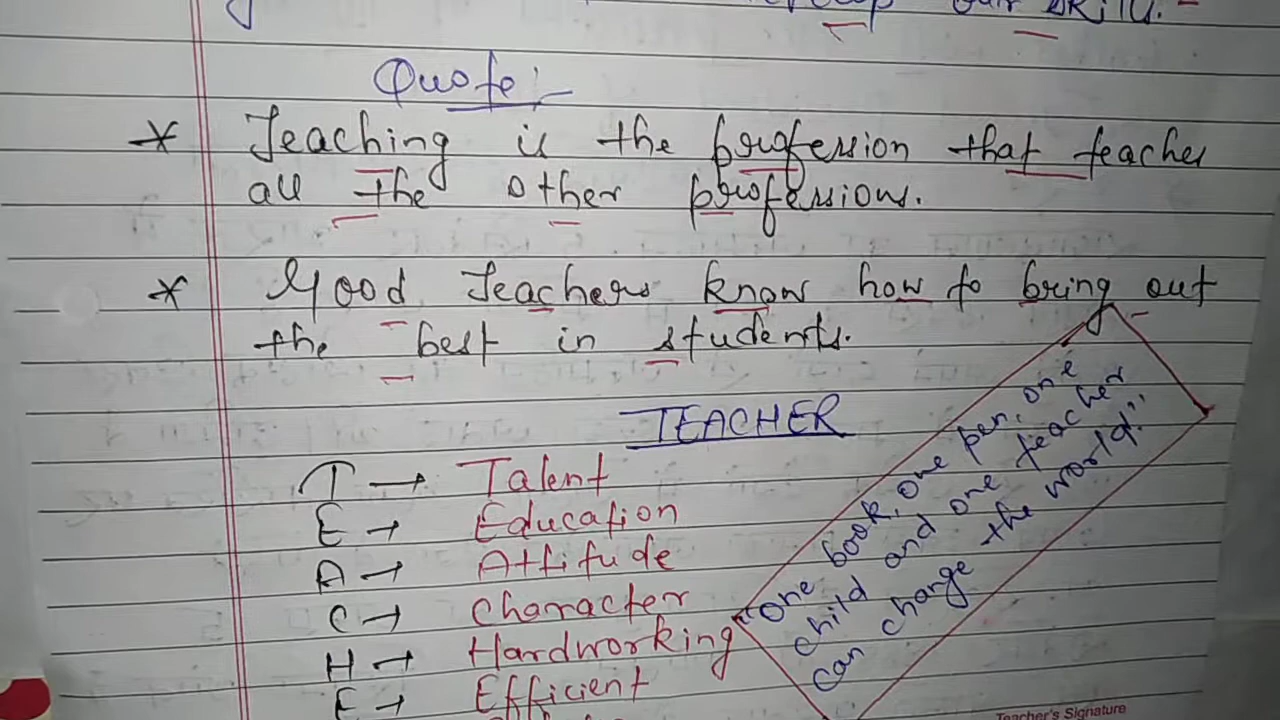 our skills.
Quote:-
* Teaching is the profession that teaches
all the other professions.
* Good Teachers know how to bring out
the best in students.
TEACHER
T → Talent
E → Education
A → Attitude
C → Character
H → Hardworking
E → Efficient
"One book, one pen, one
child and one teacher
can change the world!"
Teacher's Signature